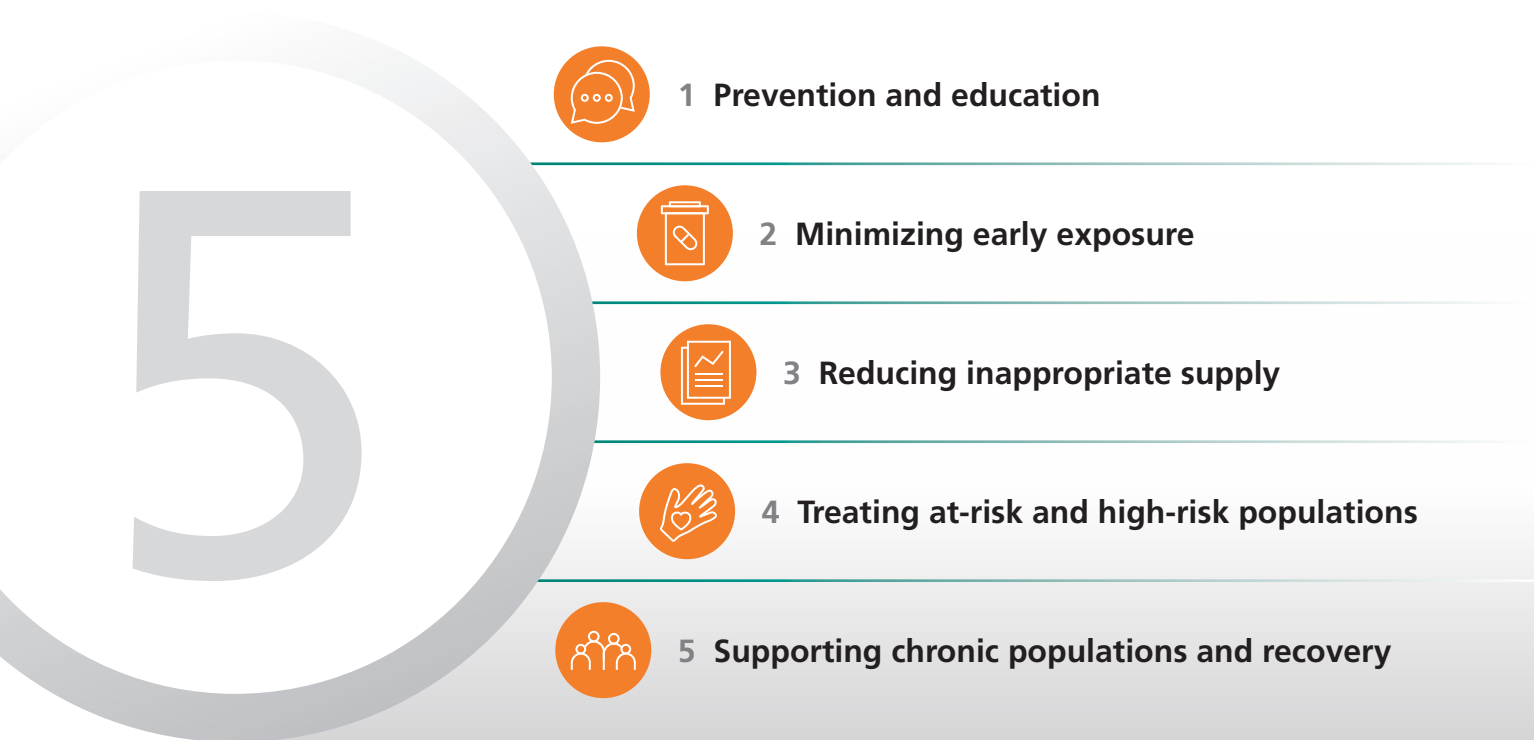 5
1 Prevention and education
2 Minimizing early exposure
3 Reducing inappropriate supply
4 Treating at-risk and high-risk populations
5 Supporting chronic populations and recovery